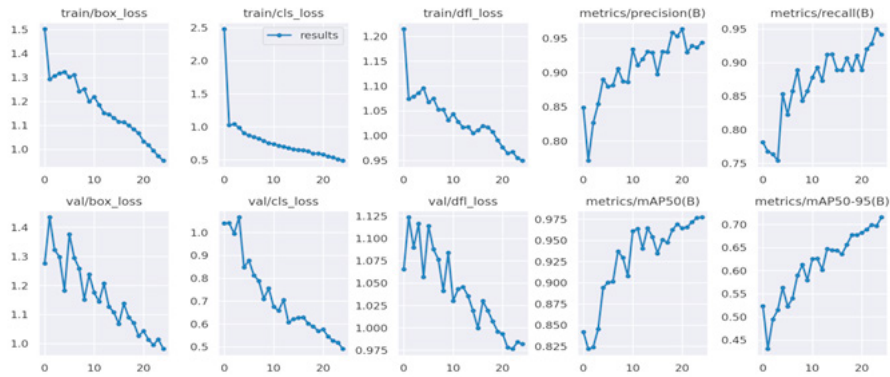 train/box_loss
train/cls_loss
train/dfl_loss
metrics/precision(B)
metrics/recall(B)
1.5
1.4
1.3
1.2
1.1
1.0
0 10 20
2.5
2.0
1.5
1.0
0.5
results
0 10 20
1.20
1.15
1.10
1.05
1.00
0.95
0 10 20
0.95
0.90
0.85
0.80
0 10 20
0.95
0.90
0.85
0.80
0.75
0 10 20
val/box_loss
val/cls_loss
val/dfl_loss
metrics/mAP50(B)
metrics/mAP50-95(B)
1.4
1.3
1.2
1.1
1.0
0 10 20
1.0
0.9
0.8
0.7
0.6
0.5
0 10 20
1.125
1.100
1.075
1.050
1.025
1.000
0.975
0 10 20
0.975
0.950
0.925
0.900
0.875
0.850
0.825
0 10 20
0.70
0.65
0.60
0.55
0.50
0.45
0 10 20